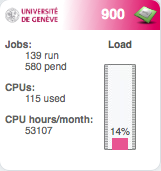 UNIVERSITÉ
DE GENÈVE
900
Jobs:
139 run
580 pend
CPUs:
115 used
CPU hours/month:
53107
Load
14%